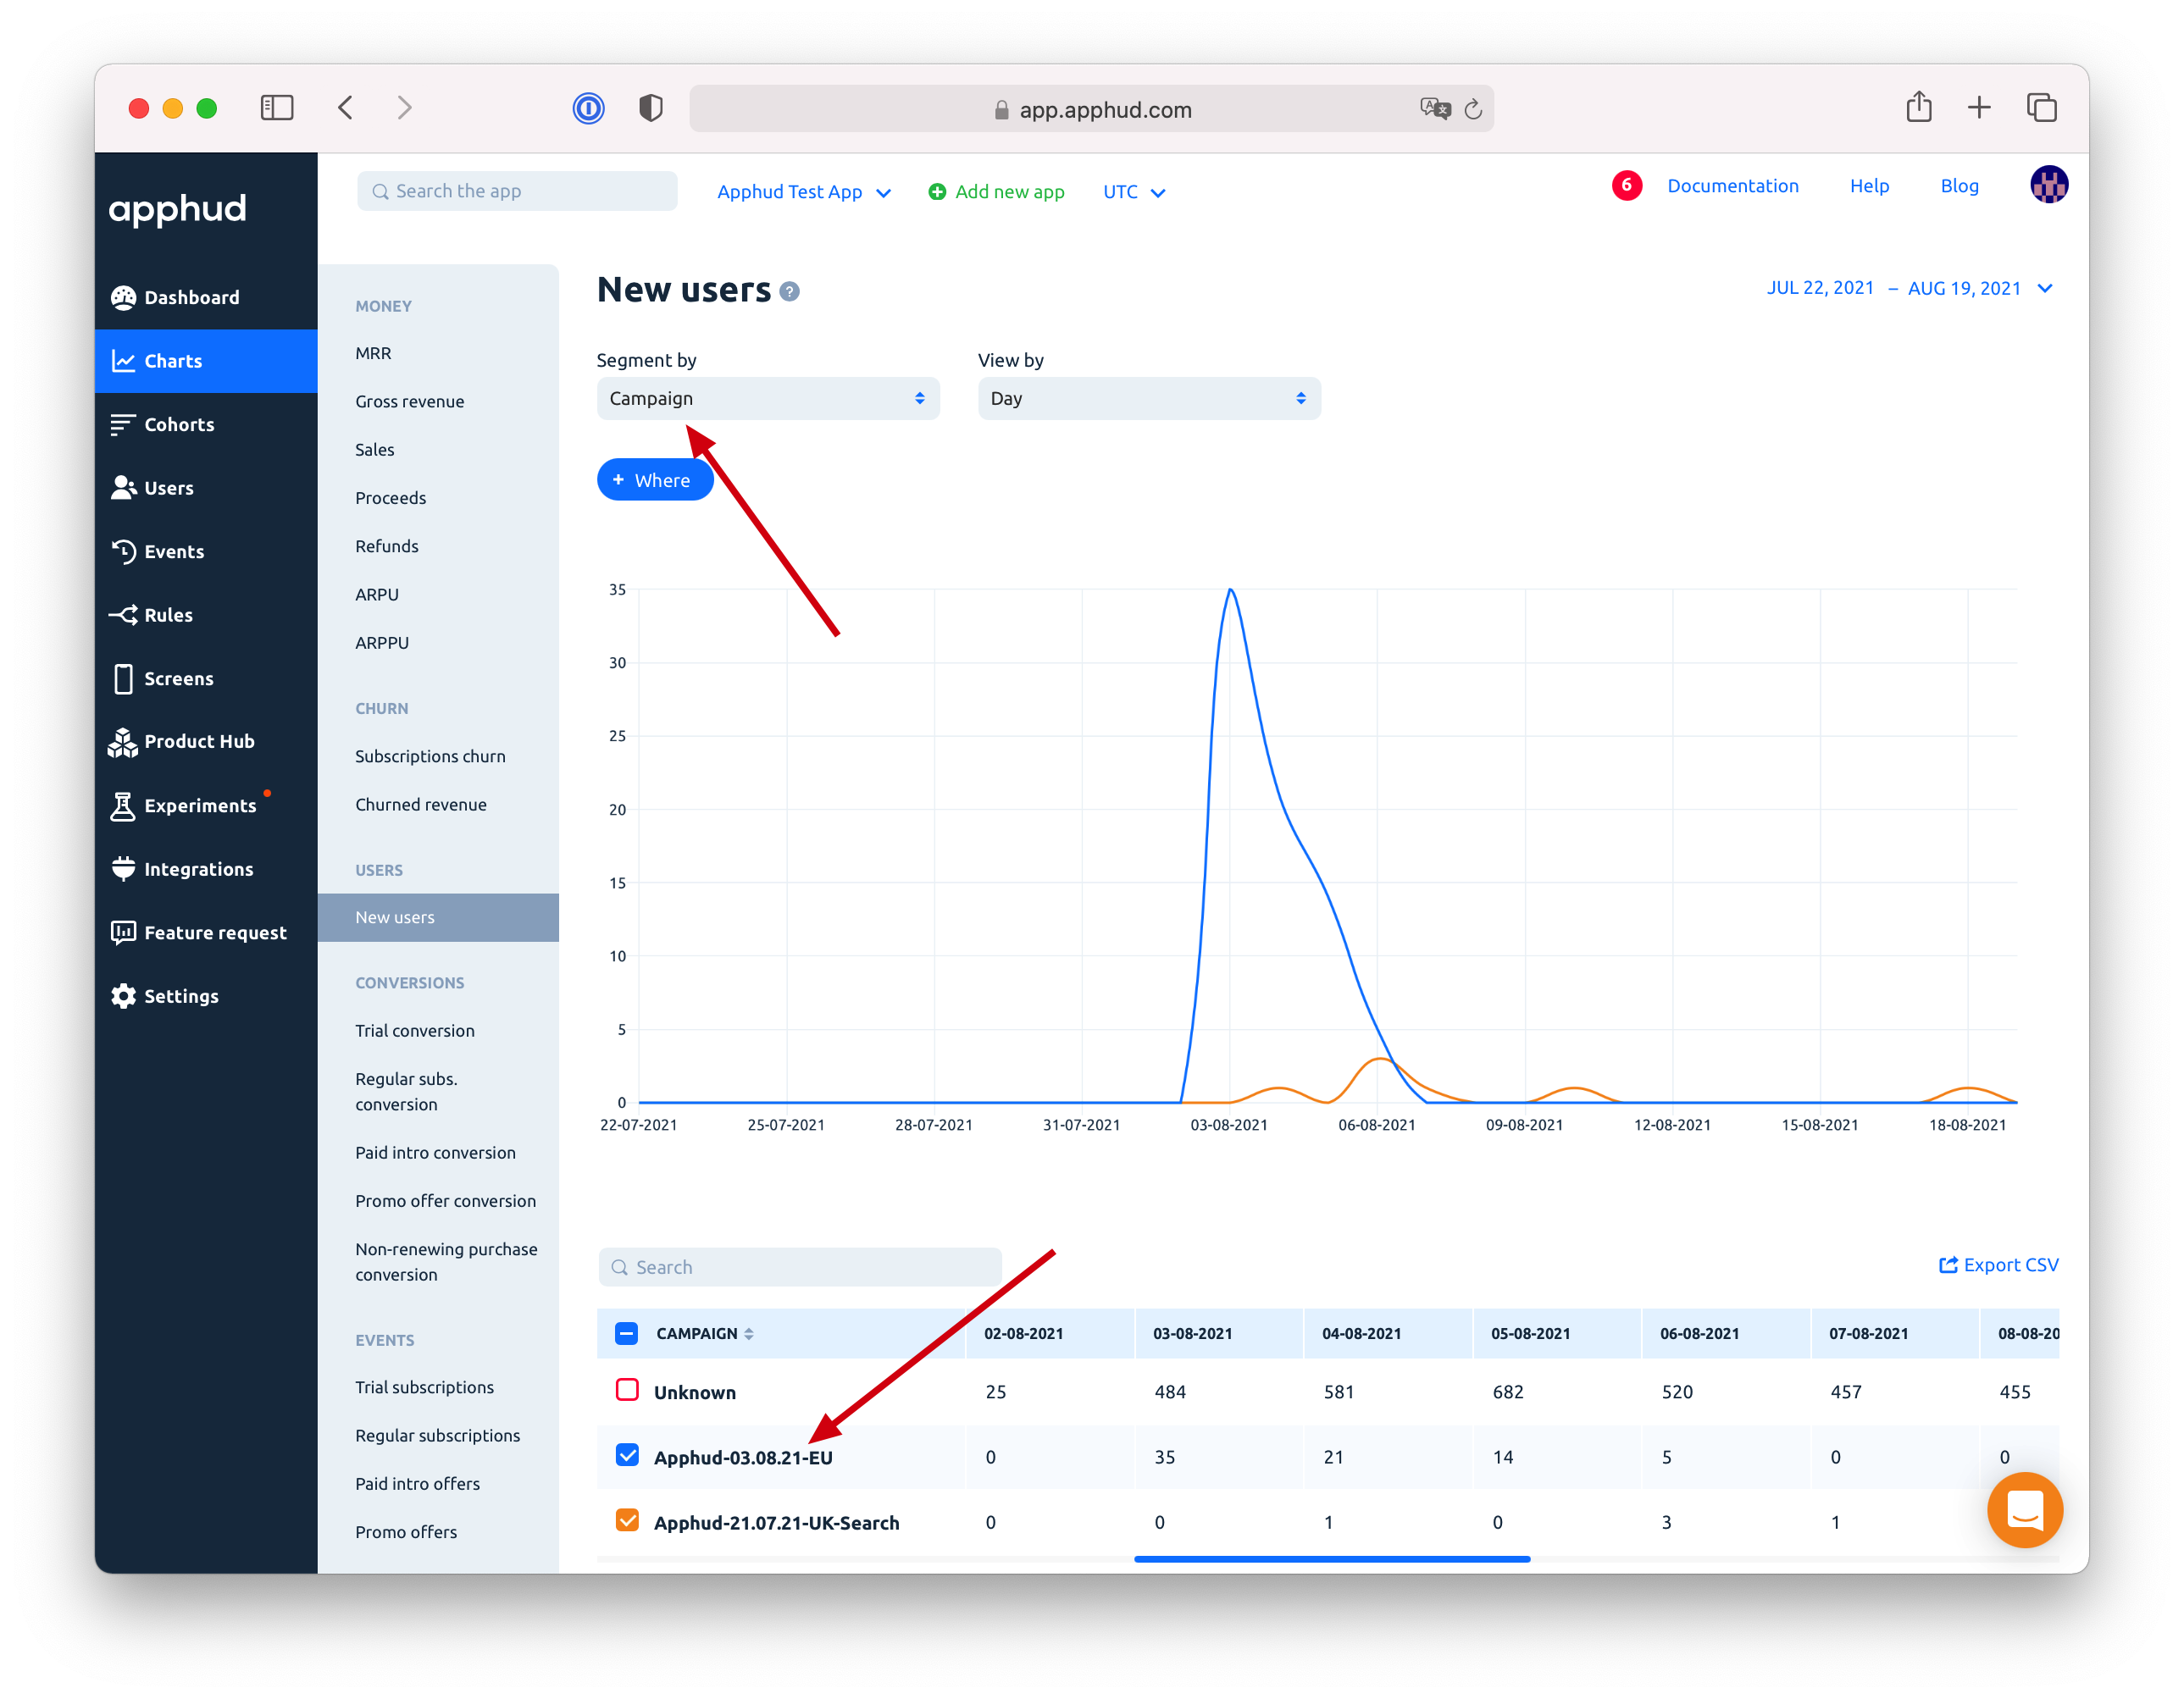 app.apphud.com
apphud
Search the app
Apphud Test App
Add new app
UTC
6
Documentation
Help
Blog
Dashboard
Charts
Cohorts
Users
Events
Rules
Screens
Product Hub
Experiments
Integrations
Feature request
Settings
MONEY
MRR
Gross revenue
Sales
Proceeds
Refunds
ARPU
ARPPU
CHURN
Subscriptions churn
Churned revenue
USERS
New users
CONVERSIONS
Trial conversion
Regular subs.
conversion
Paid intro conversion
Promo offer conversion
Non-renewing purchase
conversion
EVENTS
Trial subscriptions
Regular subscriptions
Paid intro offers
Promo offers
New users ?
JUL 22, 2021 – AUG 19, 2021
Segment by
Campaign
View by
Day
+ Where
35
30
25
20
15
10
5
0
22-07-2021 25-07-2021 28-07-2021 31-07-2021 03-08-2021 06-08-2021 09-08-2021 12-08-2021 15-08-2021 18-08-2021
Search
Export CSV
CAMPAIGN 02-08-2021 03-08-2021 04-08-2021 05-08-2021 06-08-2021 07-08-2021 08-08-20
Unknown 25 484 581 682 520 457 455
Apphud-03.08.21-EU 0 35 21 14 5 0 0
Apphud-21.07.21-UK-Search 0 0 1 0 3 1